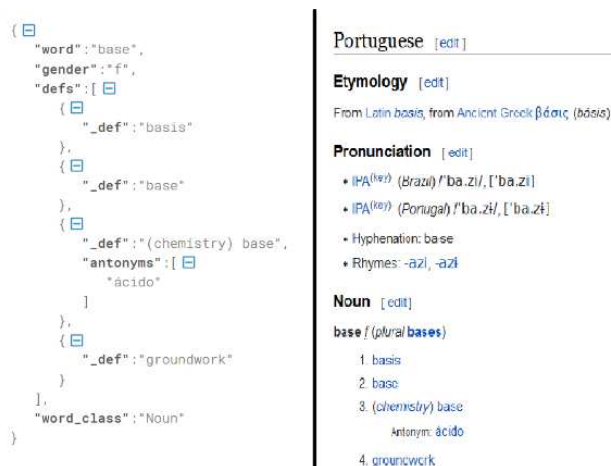 {
"word":"base",
"gender":"f",
"defs":[
{
"_def":"basis"
},
{
"_def":"base"
},
{
"_def":"(chemistry) base",
"antonyms":[
"ácido"
]
},
{
"_def":"groundwork"
}
],
"word_class":"Noun"
}
Portuguese [edit]
Etymology [edit]
From Latin basis, from Ancient Greek βάσις (básis)
Pronunciation [edit]
• IPA(key) (Brazil) /ˈba.zi/, [ˈba.zi]
• IPA(key) (Portugal) /ˈba.zɨ/, [ˈba.zɨ]
• Hyphenation: ba·se
• Rhymes: -azi, -azɨ
Noun [edit]
base f (plural bases)
1. basis
2. base
3. (chemistry) base
Antonym: ácido
4. groundwork